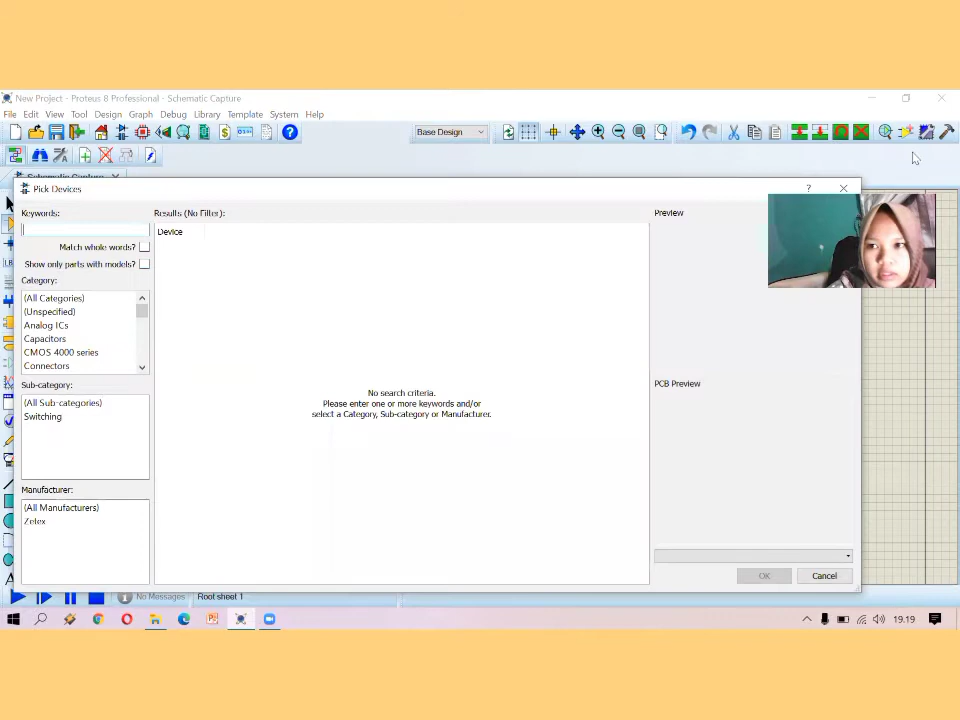 New Project - Proteus 8 Professional - Schematic Capture
File Edit View Tool Design Graph Debug Library Template System Help
Base Design
Schematic Capture
Pick Devices
Keywords:
Results (No Filter):
Preview
Device
Match whole words?
Show only parts with models?
Category:
(All Categories)
(Unspecified)
Analog ICs
Capacitors
CMOS 4000 series
Connectors
Sub-category:
(All Sub-categories)
Switching
No search criteria.
Please enter one or more keywords and/or
select a Category, Sub-category or Manufacturer.
PCB Preview
Manufacturer:
(All Manufacturers)
Zetex
OK Cancel
No Messages Root sheet 1
19.19